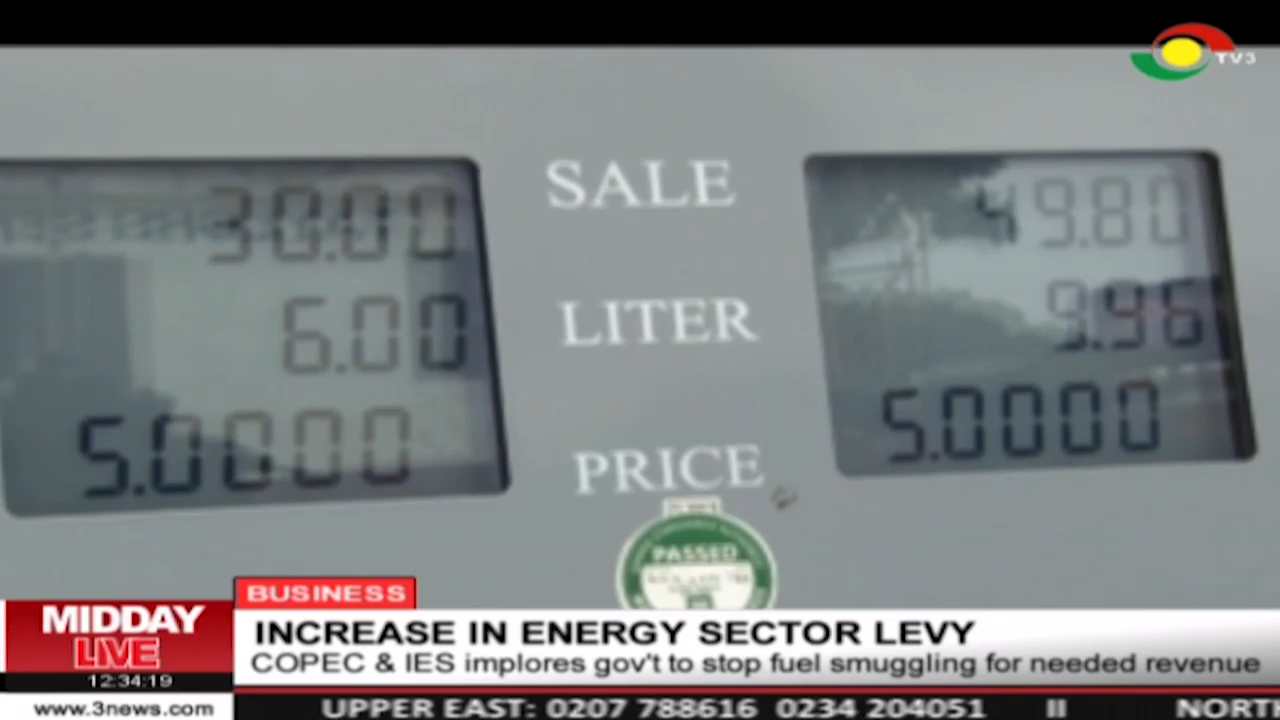 TV3
30.00
SALE
49.80
6.00
LITER
9.96
5.0000
PRICE
5.0000
PASSED
BUSINESS
MIDDAY
LIVE
12:34:19
INCREASE IN ENERGY SECTOR LEVY
COPEC & IES implores gov't to stop fuel smuggling for needed revenue
www.3news.com
UPPER EAST: 0207 788616 0234 204051 II NORT